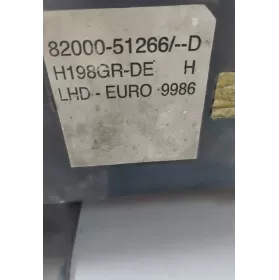 82000-51266/--D
H198GR-DE H
LHD - EURO 9986